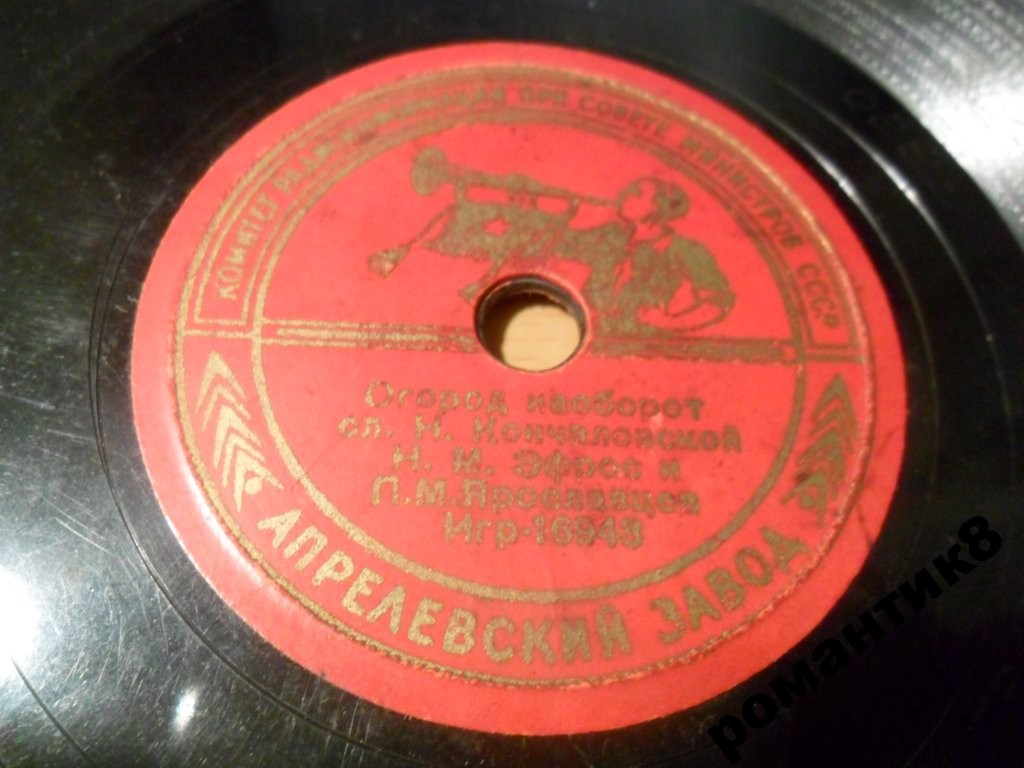 КОМИТЕТ РАДИОИНФОРМАЦИИ ПРИ СОВЕТЕ МИНИСТРОВ СССР
Огород наоборот
сл. Н. Кончаловской
Н. М. Эфрос и
П.М.Ярославцев
Игр-16943
АПРЕЛЕВСКИЙ ЗАВОД
романтик8